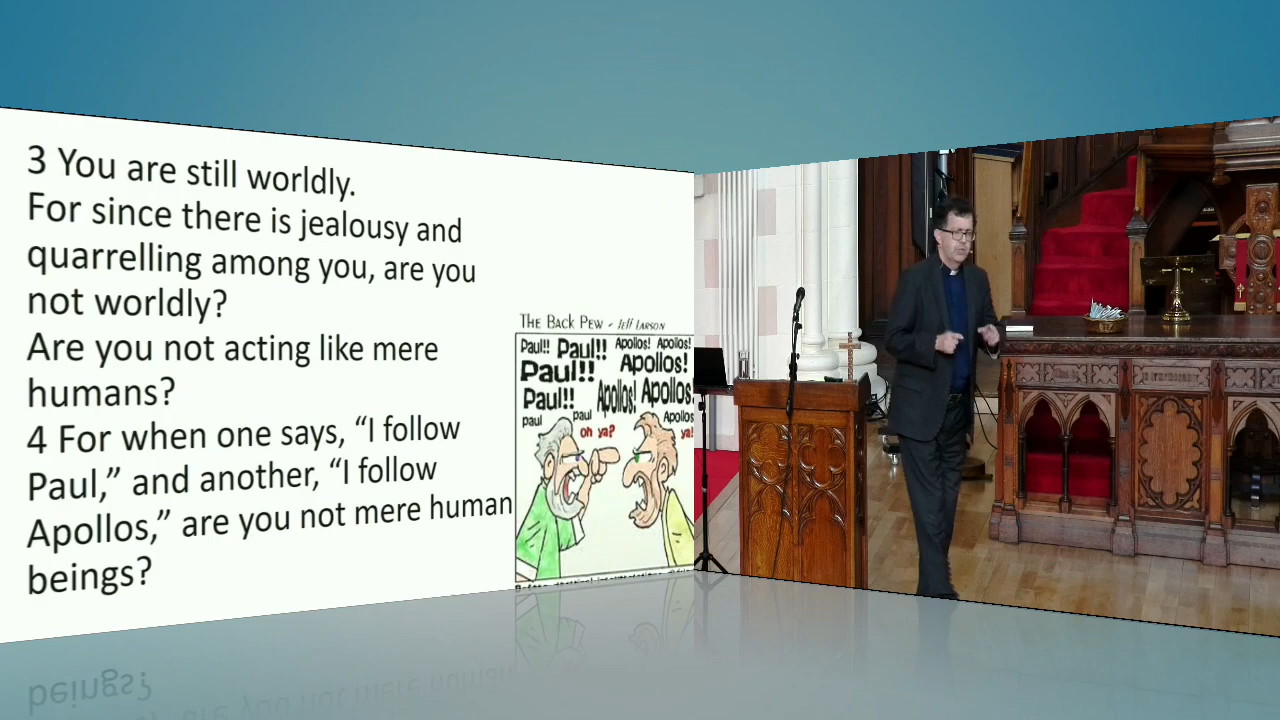 3 You are still worldly.
For since there is jealousy and
quarrelling among you, are you
not worldly?
Are you not acting like mere
humans?
4 For when one says, “I follow
Paul,” and another, “I follow
Apollos,” are you not mere human
beings?
THE BACK PEW - JEFF LARSON
Paul!! Paul!! Apollos! Apollos!
Paul!! Apollos!
Paul!! Apollos! Apollos!
paul paul Apollos
oh ya? ya!